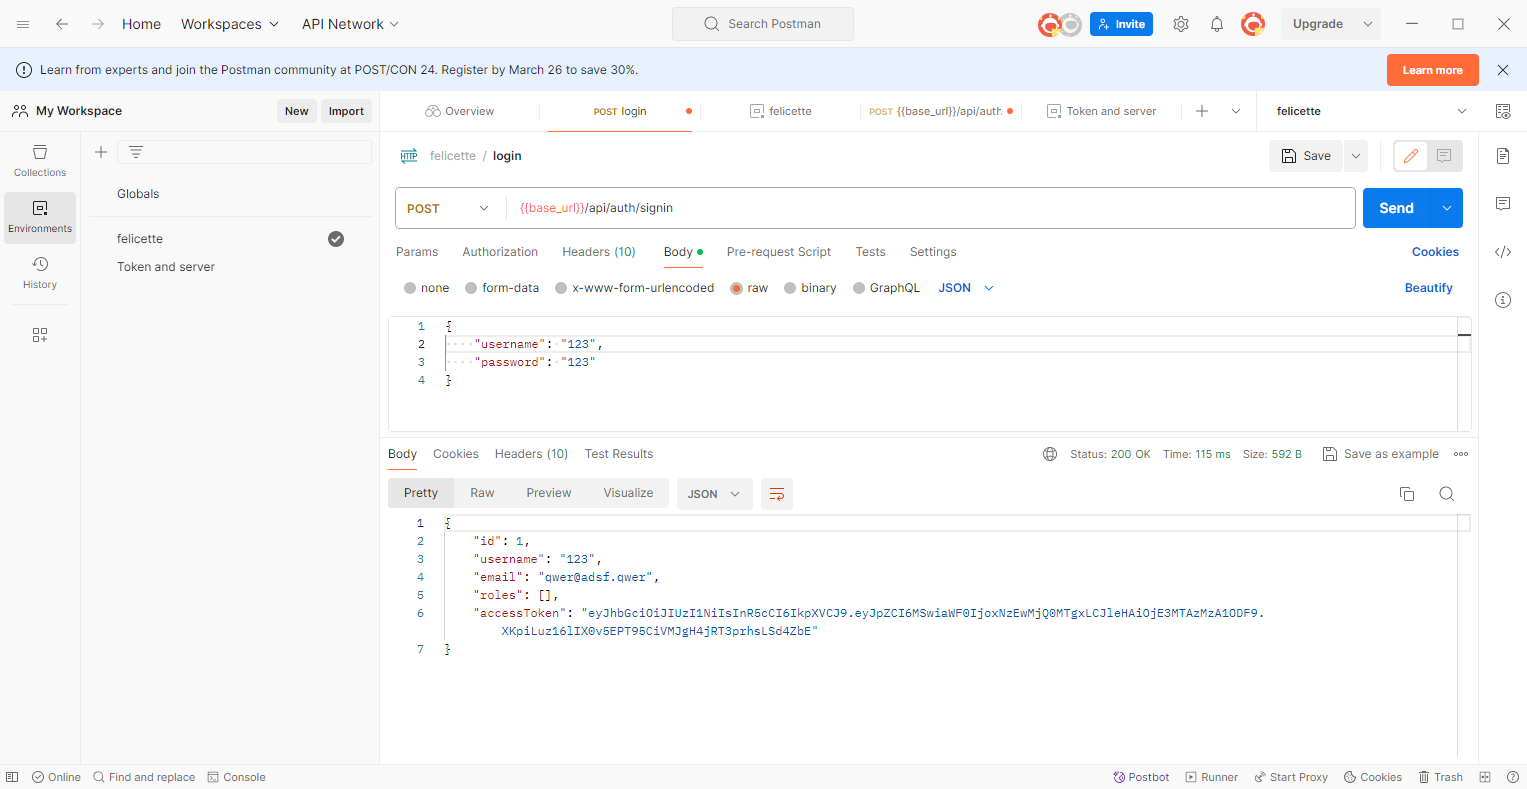 Home Workspaces API Network Search Postman Invite Upgrade
Learn from experts and join the Postman community at POST/CON 24. Register by March 26 to save 30%. Learn more
My Workspace New Import Overview POST login felicette POST {{base_url}}/api/auth Token and server felicette
Collections
Environments
History
Globals
felicette
Token and server
HTTP felicette / login Save
POST {{base_url}}/api/auth/signin Send
Params Authorization Headers (10) Body Pre-request Script Tests Settings Cookies
none form-data x-www-form-urlencoded raw binary GraphQL JSON Beautify
1 {
2 "username": "123",
3 "password": "123"
4 }
Body Cookies Headers (10) Test Results Status: 200 OK Time: 115 ms Size: 592 B Save as example
Pretty Raw Preview Visualize JSON
1 {
2 "id": 1,
3 "username": "123",
4 "email": "qwer@adsf.qwer",
5 "roles": [],
6 "accessToken": "eyJhbGciOiJIUzI1NiIsInR5cCI6IkpXVCJ9.eyJpZCI6MSwiaWF0IjoxNzEwMjQ0MTgxLCJleHAiOjE3MTAzMzA1ODF9.
XKpiLuz16lIX0v5EPT95CiVMJgH4jRT3prhsLSd4ZbE"
7 }
Online Find and replace Console Postbot Runner Start Proxy Cookies Trash